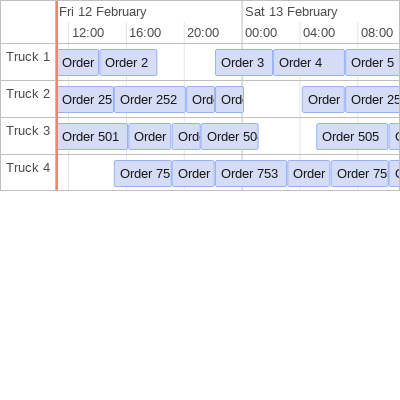 Fri 12 February Sat 13 February
12:00 16:00 20:00 00:00 04:00 08:00
Truck 1 Order Order 2 Order 3 Order 4 Order 5
Truck 2 Order 25 Order 252 Ord Ord Order Order 25
Truck 3 Order 501 Order Ord Order 50 Order 505
Truck 4 Order 75 Order Order 753 Order Order 75